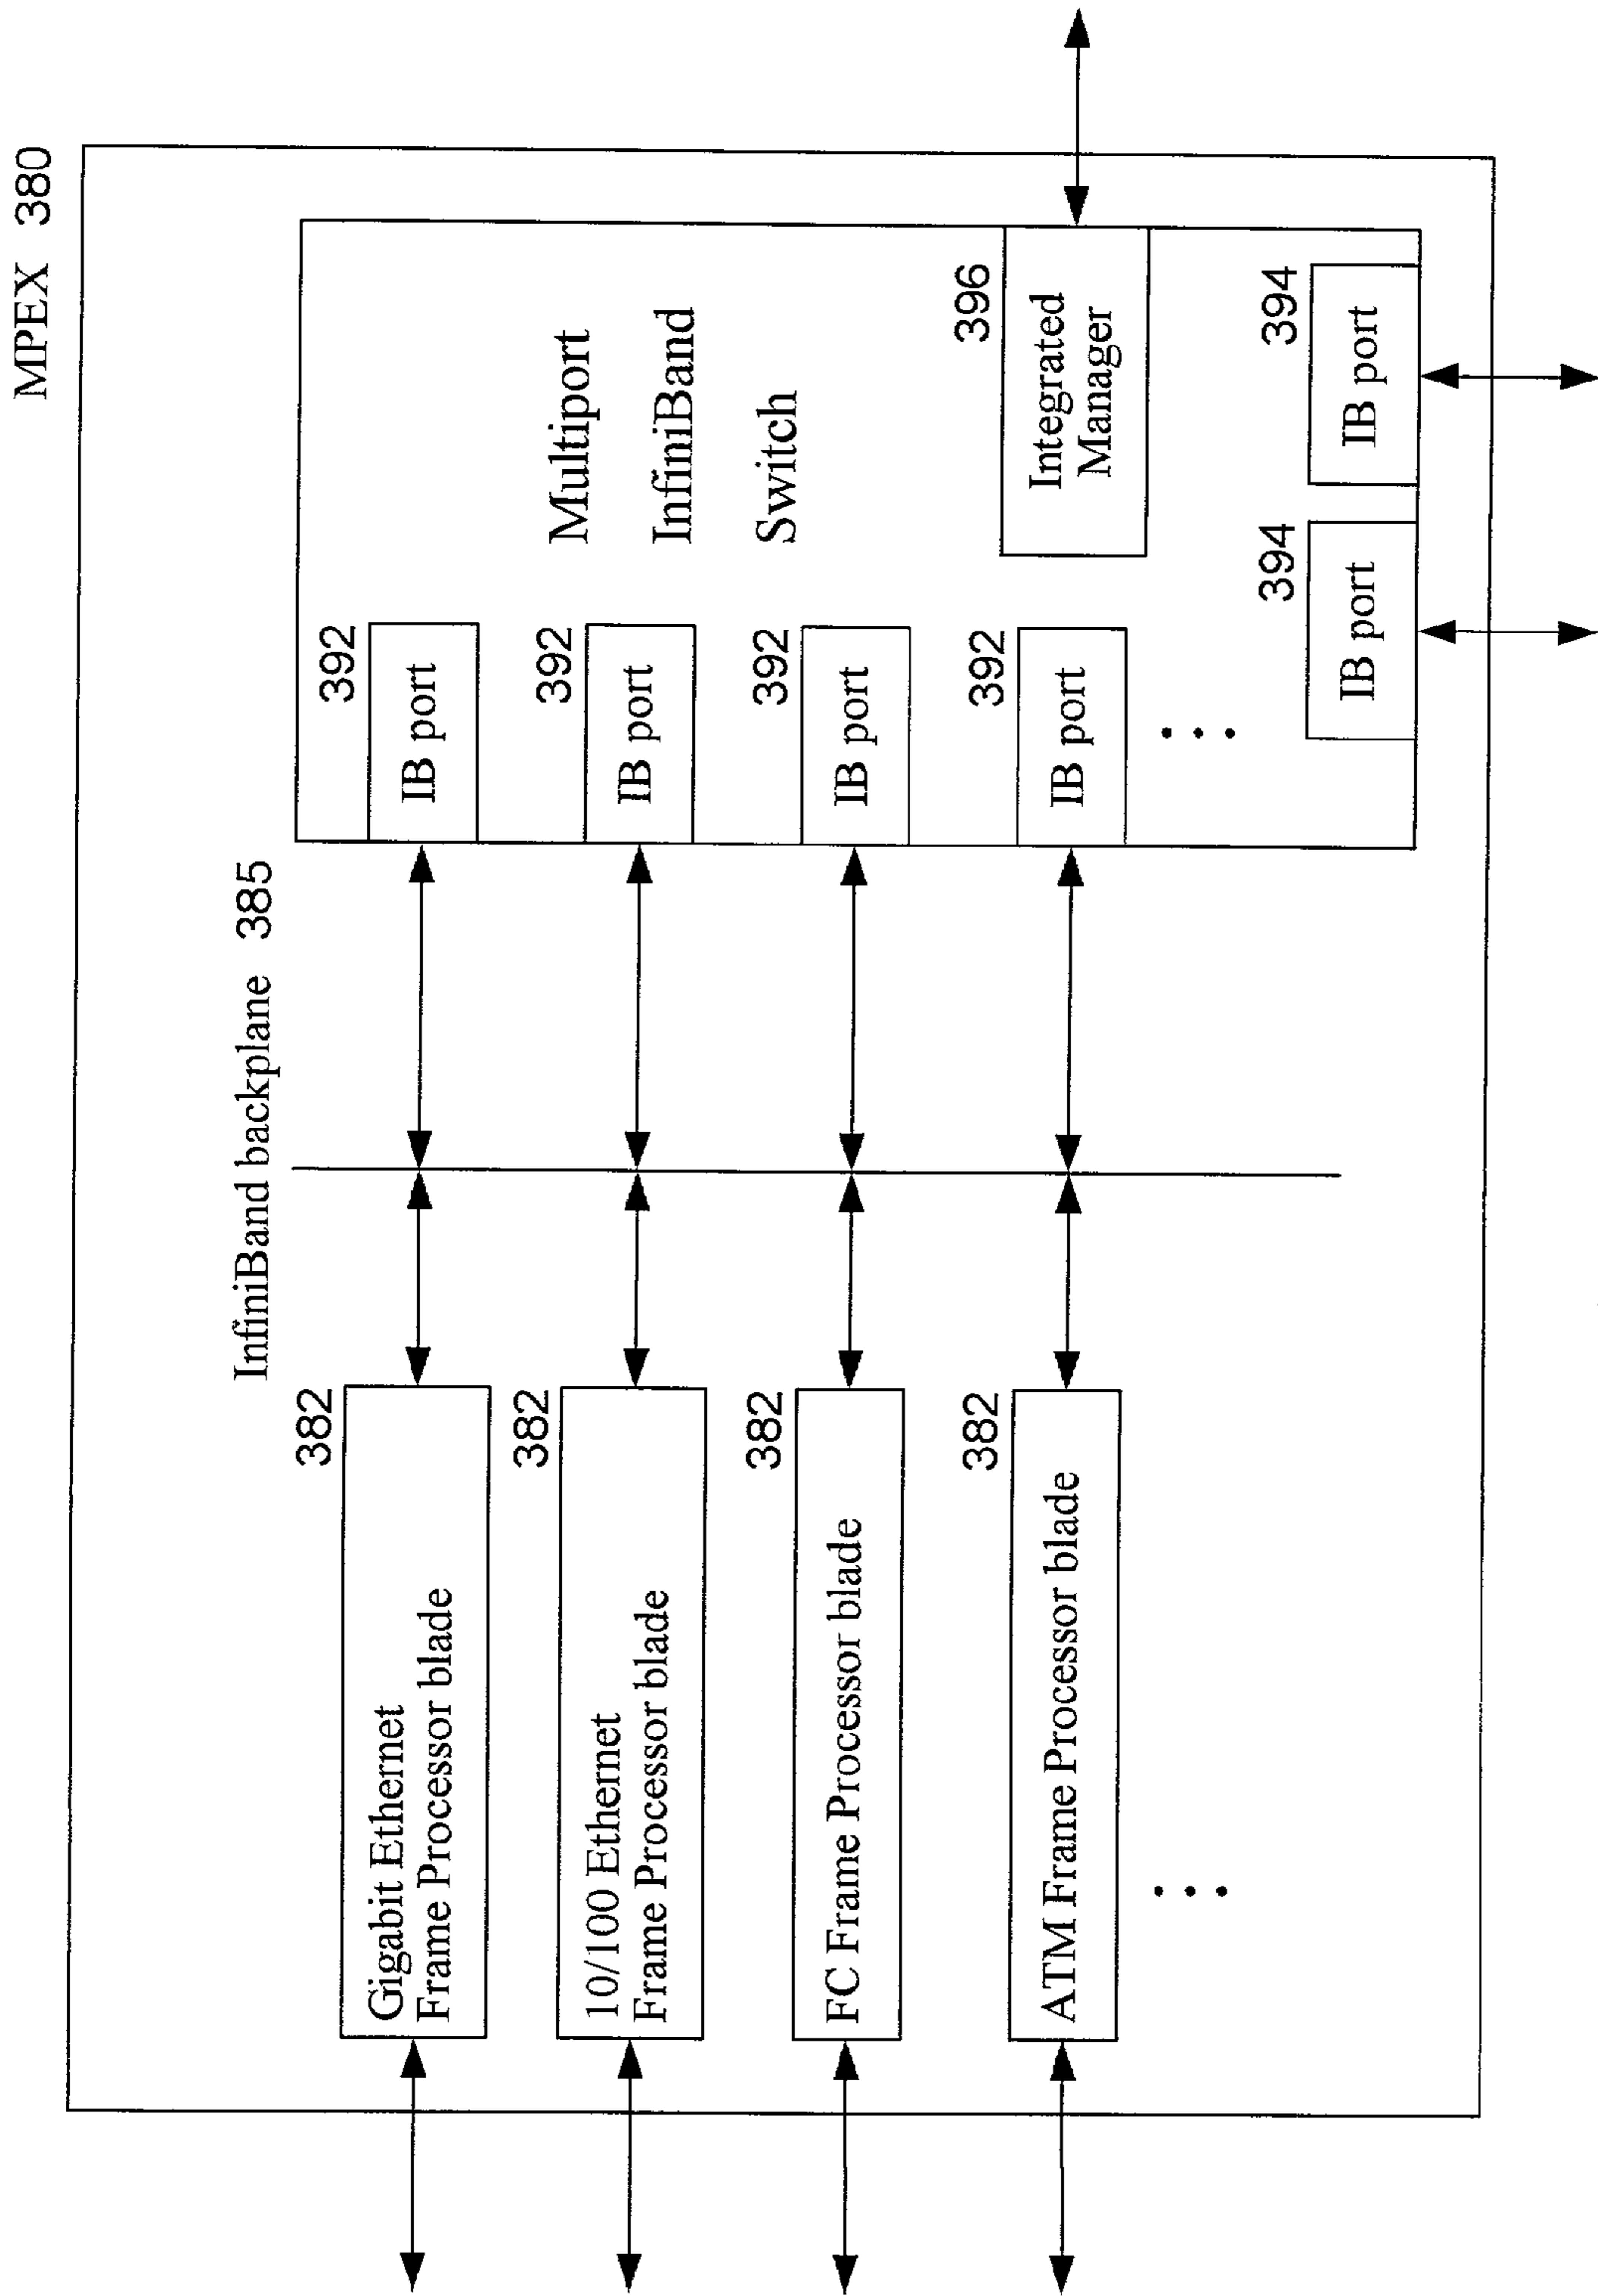 MPEX 380
InfiniBand backplane 385
382
Gigabit Ethernet
Frame Processor blade
392
IB port
382
10/100 Ethernet
Frame Processor blade
392
IB port
Multiport
InfiniBand
Switch
382
FC Frame Processor blade
392
IB port
382
ATM Frame Processor blade
392
IB port
396
Integrated
Manager
394
IB port
394
IB port